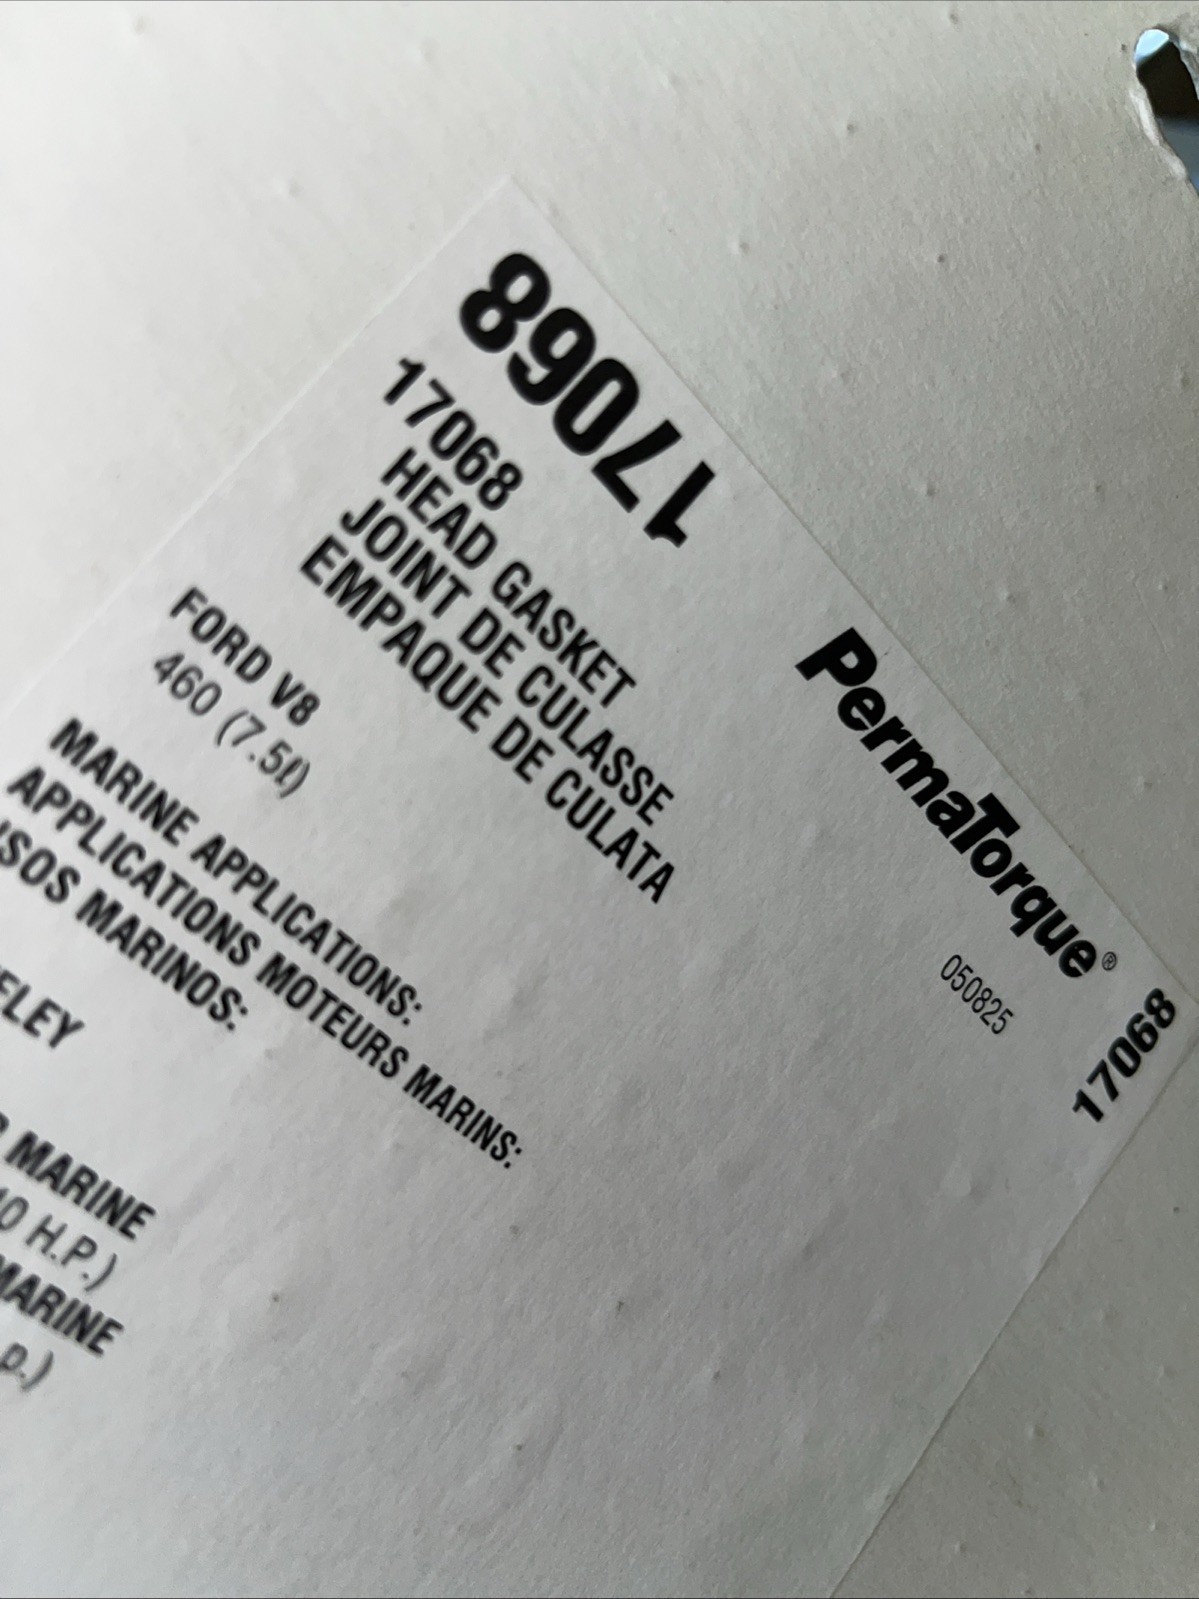 17068
17068
HEAD GASKET
JOINT DE CULASSE
EMPAQUE DE CULATA
PermaTorque®
050825
17068
FORD V8
460 (7.5ℓ)
MARINE APPLICATIONS:
APPLICATIONS MOTEURS MARINS:
USOS MARINOS:
MARINE
H.P.)
MARINE
p.)